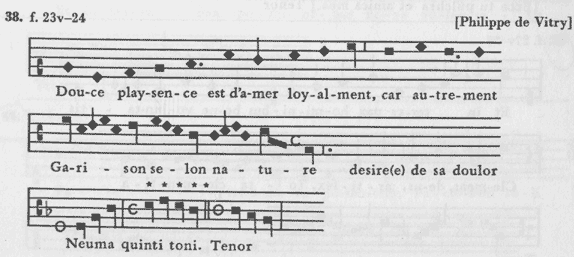 38. f. 23v–24
[Philippe de Vitry]
Dou-ce play-sen-ce est d'a-mer loy-al-ment, car au-tre-ment
Ga-ri - son se - lon na - tu - re desire(e) de sa doulor
Neuma quinti toni. Tenor